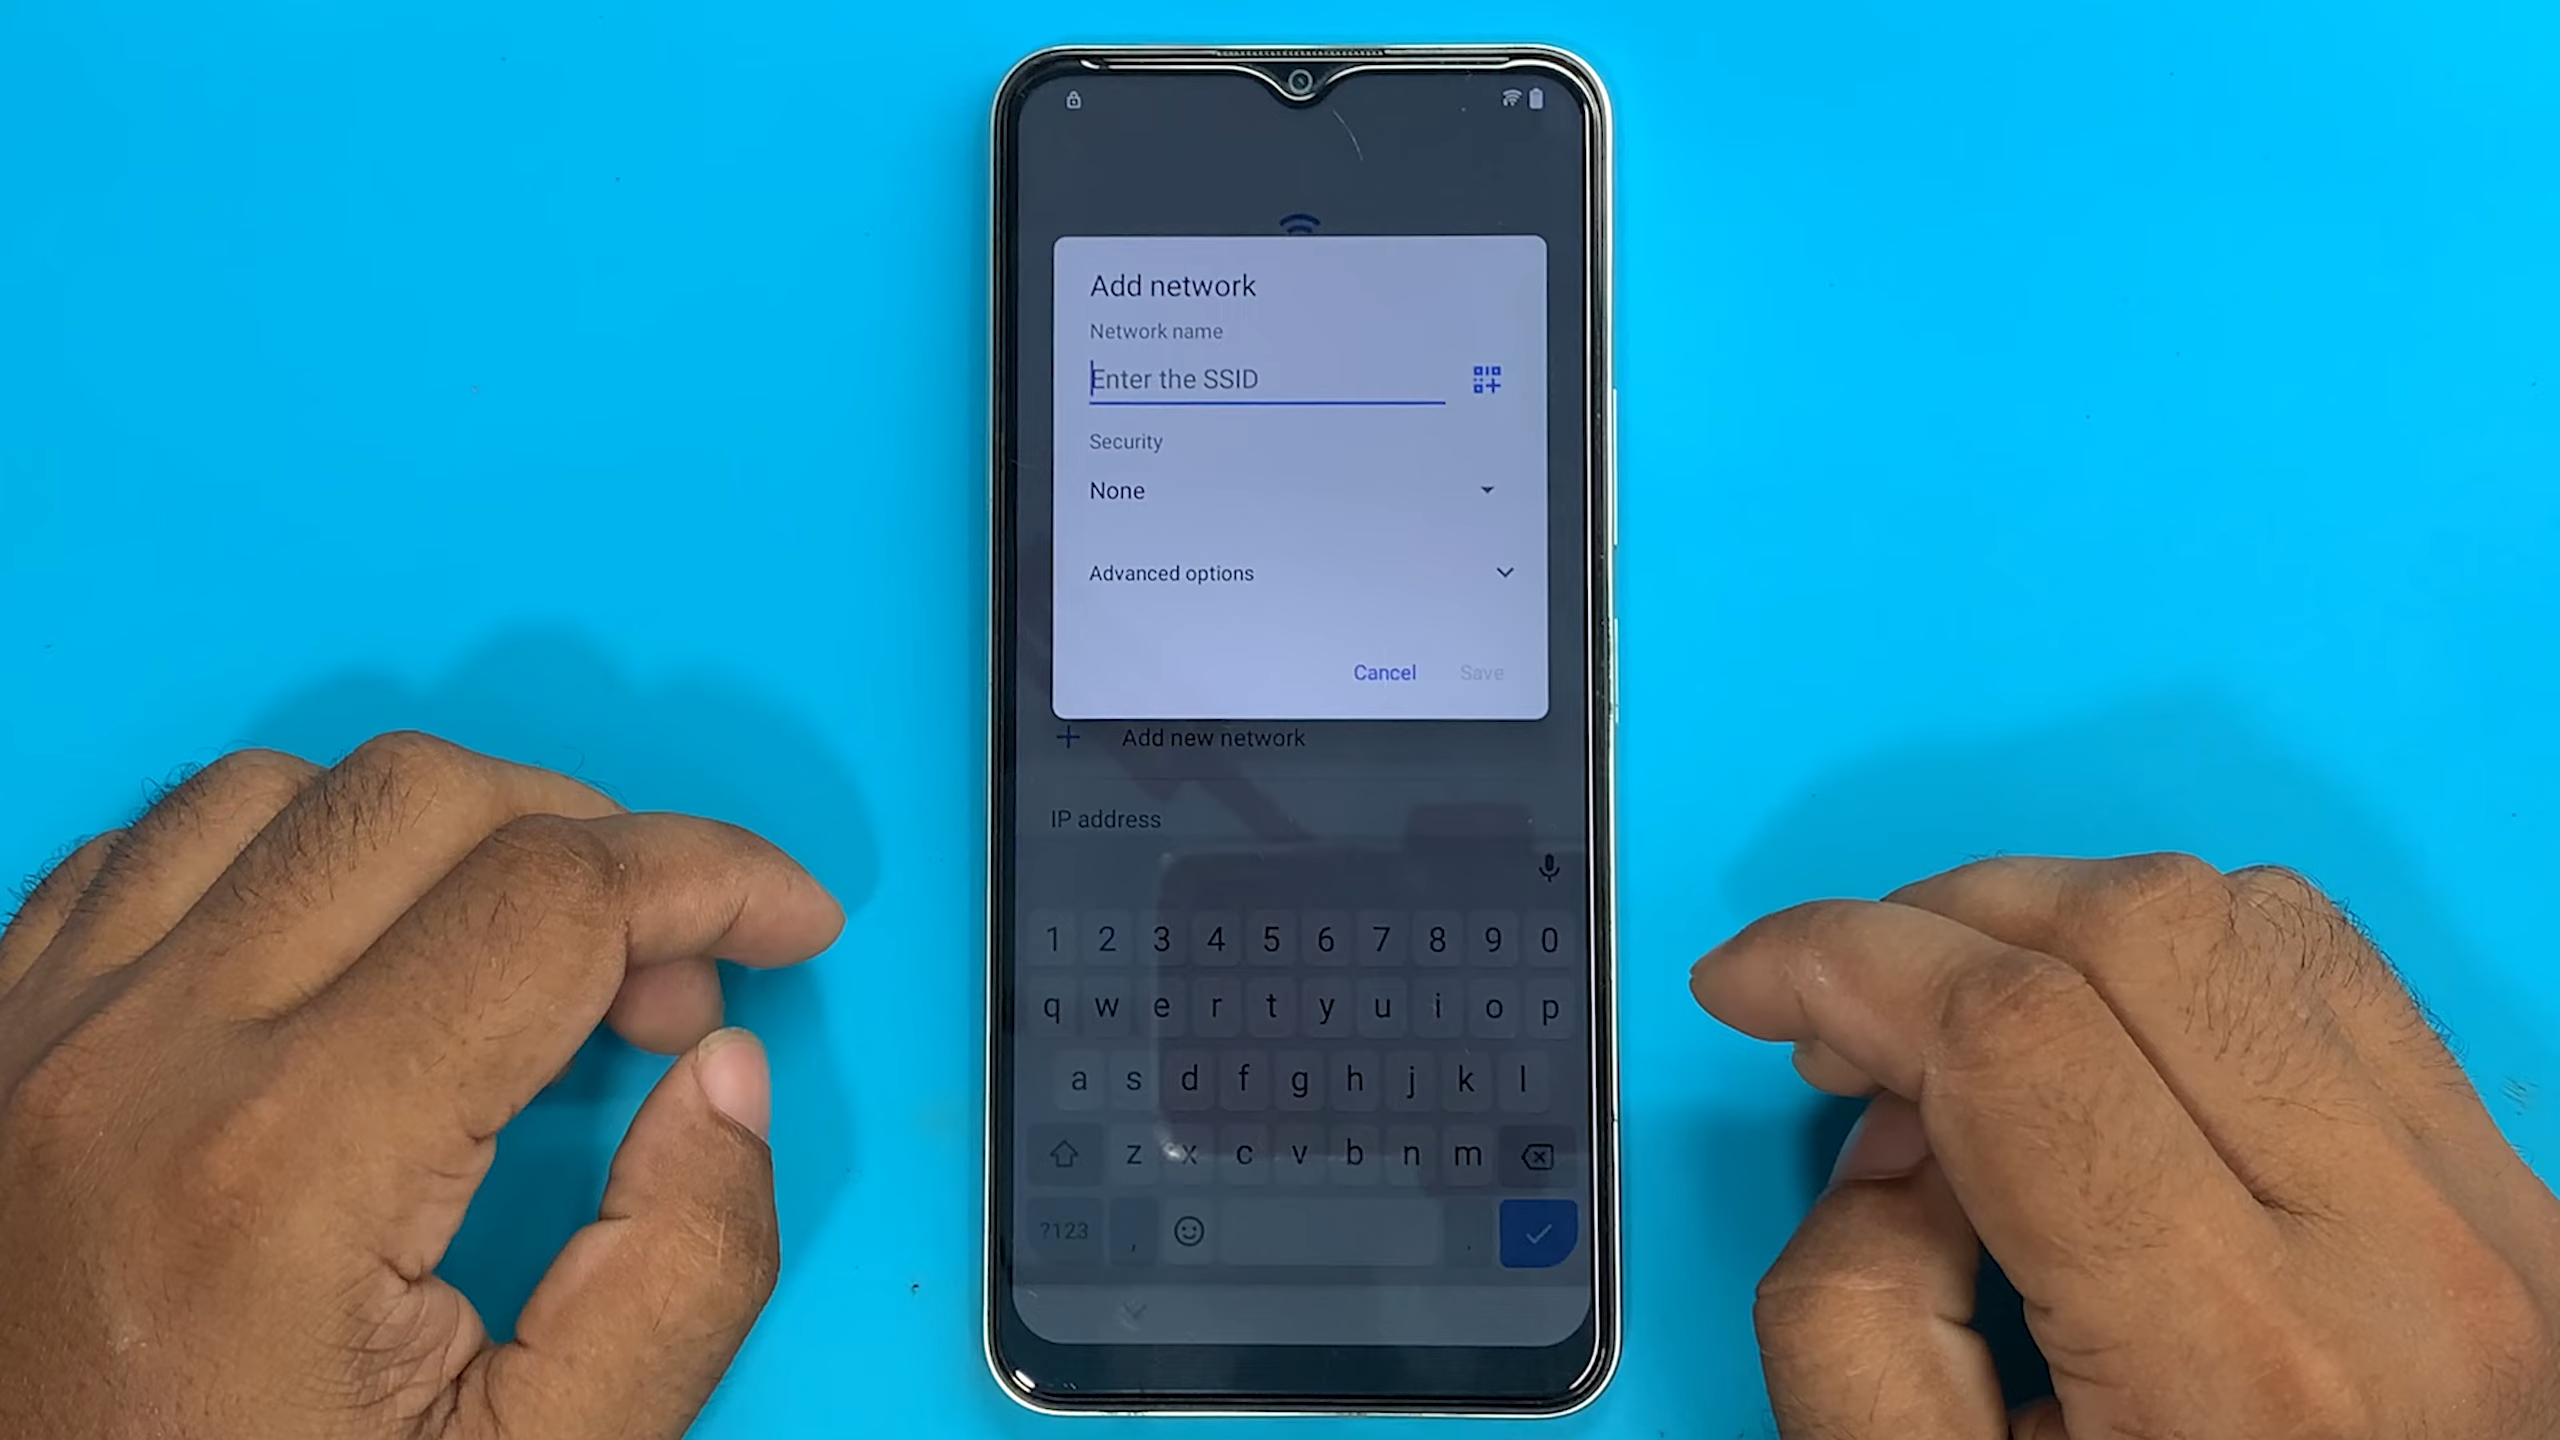 Add network
Network name
Enter the SSID
Security
None
Advanced options
Cancel Save
Add new network
IP address
1 2 3 4 5 6 7 8 9 0
q w e r t y u i o p
a s d f g h j k l
z x c v b n m
?123 , .